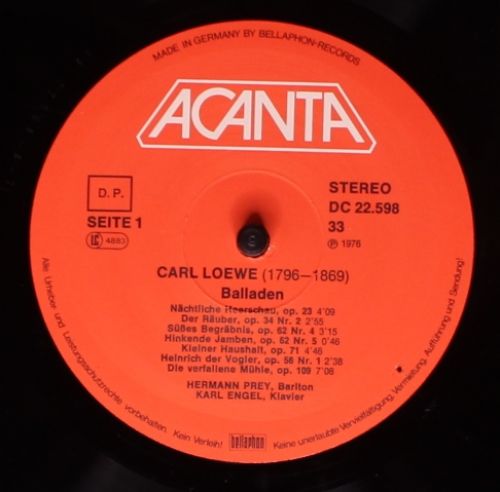 MADE IN GERMANY BY BELLAPHON-RECORDS
ACANTA
D. P.
SEITE 1
LC 4883
STEREO
DC 22.598
33
Ⓟ 1976
CARL LOEWE (1796–1869)
Balladen
Nächtliche Heerschau, op. 23 4'09
Der Räuber, op. 34 Nr. 2 2'55
Süßes Begräbnis, op. 62 Nr. 4 3'15
Hinkende Jamben, op. 62 Nr. 5 0'46
Kleiner Haushalt, op. 71 4'46
Heinrich der Vogler, op. 56 Nr. 1 2'38
Die verfallene Mühle, op. 109 7'08
HERMANN PREY, Bariton
KARL ENGEL, Klavier
bellaphon
Alle Urheber- und Leistungsschutzrechte vorbehalten. Kein Verleih! Keine unerlaubte Vervielfältigung, Vermietung, Aufführung und Sendung!